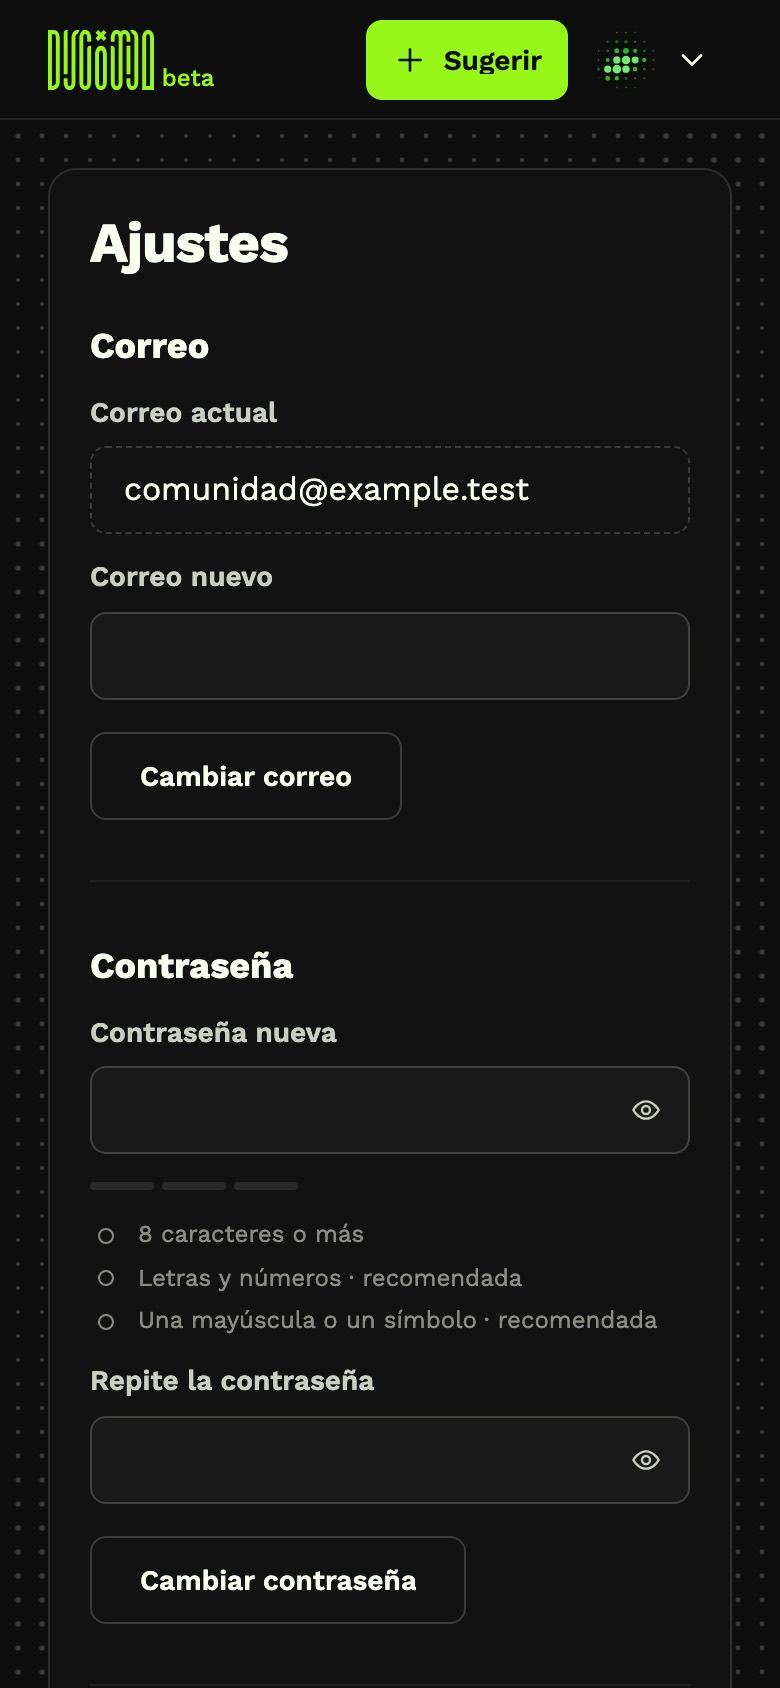 beta
Sugerir
Ajustes
Correo
Correo actual
comunidad@example.test
Correo nuevo
Cambiar correo
Contraseña
Contraseña nueva
8 caracteres o más
Letras y números · recomendada
Una mayúscula o un símbolo · recomendada
Repite la contraseña
Cambiar contraseña